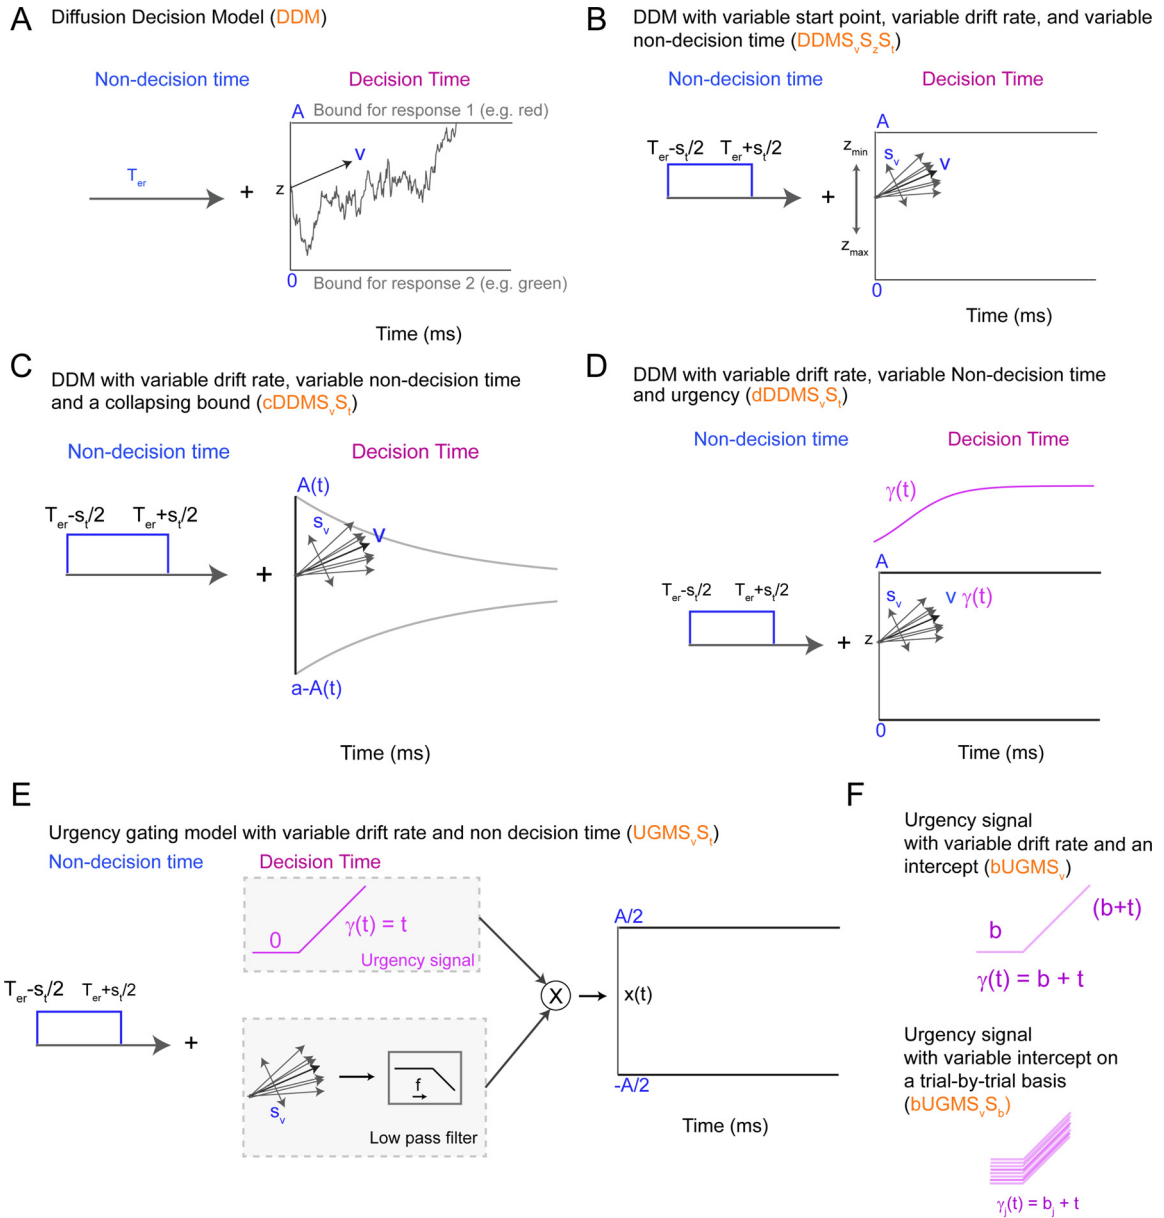 A
Diffusion Decision Model (DDM)
Non-decision time
Decision Time
A
Bound for response 1 (e.g. red)
v
T_er
+
z
0
Bound for response 2 (e.g. green)
Time (ms)
B
DDM with variable start point, variable drift rate, and variable
non-decision time (DDMS_vS_zS_t)
Non-decision time
Decision Time
A
T_er-s_t/2
T_er+s_t/2
z_min
s_v
v
+
z_max
0
Time (ms)
C
DDM with variable drift rate, variable non-decision time
and a collapsing bound (cDDMS_vS_t)
Non-decision time
Decision Time
A(t)
T_er-s_t/2
T_er+s_t/2
s_v
v
+
a-A(t)
Time (ms)
D
DDM with variable drift rate, variable Non-decision time
and urgency (dDDMS_vS_t)
Non-decision time
Decision Time
γ(t)
A
T_er-s_t/2
T_er+s_t/2
s_v
v γ(t)
+
z
0
Time (ms)
E
Urgency gating model with variable drift rate and non decision time (UGMS_vS_t)
Non-decision time
Decision Time
0
γ(t) = t
Urgency signal
T_er-s_t/2
T_er+s_t/2
+
s_v
f
Low pass filter
X
A/2
x(t)
-A/2
Time (ms)
F
Urgency signal
with variable drift rate and an
intercept (bUGMS_v)
b
(b+t)
γ(t) = b + t
Urgency signal
with variable intercept on
a trial-by-trial basis
(bUGMS_vS_b)
γ_j(t) = b_j + t